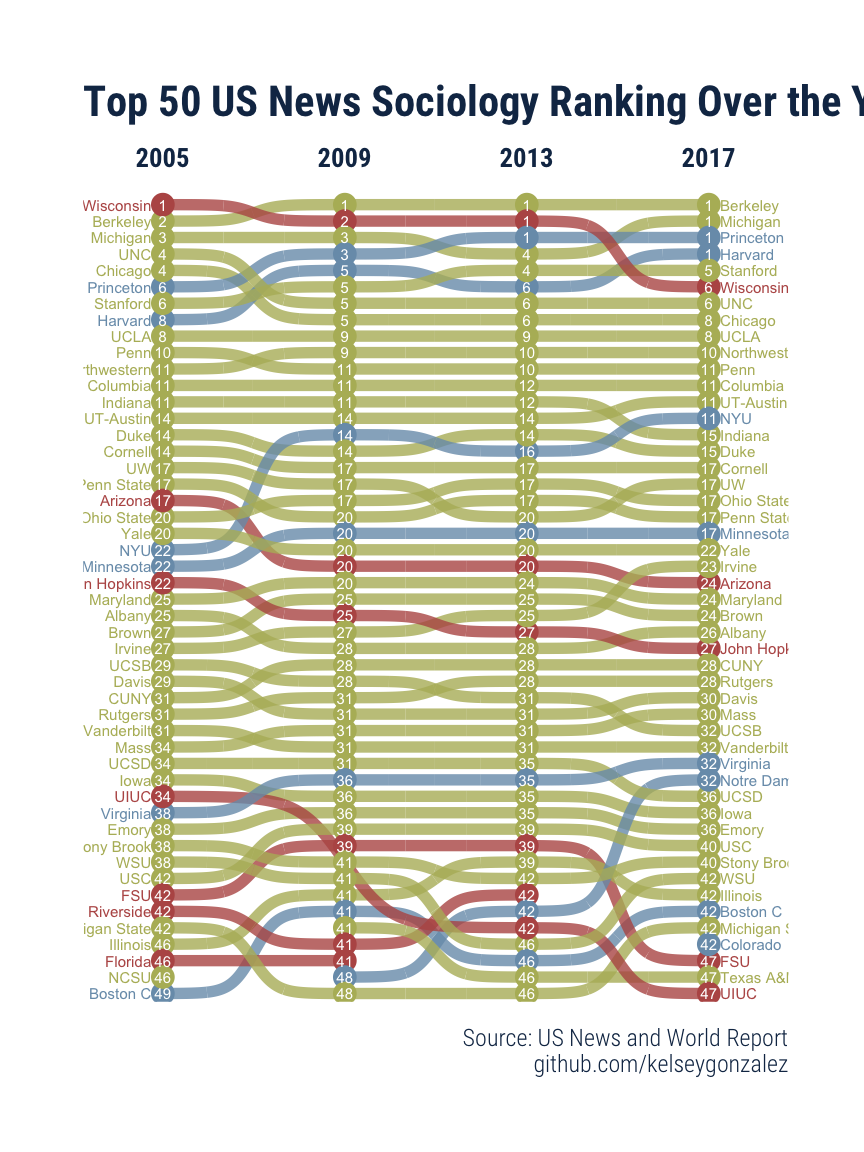 Top 50 US News Sociology Ranking Over the Y
2005 2009 2013 2017
Wisconsin 1 1 1 1 Berkeley
Berkeley 2 2 1 1 Michigan
Michigan 3 3 1 1 Princeton
UNC 4 3 4 1 Harvard
Chicago 4 5 4 5 Stanford
Princeton 6 5 6 6 Wisconsin
Stanford 6 5 6 6 UNC
Harvard 8 5 6 8 Chicago
UCLA 8 9 9 8 UCLA
Penn 10 9 10 10 Northwest
rthwestern 11 11 10 11 Penn
Columbia 11 11 12 11 Columbia
Indiana 11 11 12 11 UT-Austin
UT-Austin 14 14 14 11 NYU
Duke 14 14 14 15 Indiana
Cornell 14 14 16 15 Duke
UW 17 17 17 17 Cornell
Penn State 17 17 17 17 UW
Arizona 17 17 17 17 Ohio State
Ohio State 20 20 20 17 Penn State
Yale 20 20 20 17 Minnesota
NYU 22 20 20 22 Yale
Minnesota 22 20 20 23 Irvine
n Hopkins 22 20 24 24 Arizona
Maryland 25 25 24 24 Maryland
Albany 25 25 25 24 Brown
Brown 27 27 27 26 Albany
Irvine 27 28 28 27 John Hopk
UCSB 29 28 28 28 CUNY
Davis 29 28 28 28 Rutgers
CUNY 31 31 31 30 Davis
Rutgers 31 31 31 30 Mass
Vanderbilt 31 31 31 32 UCSB
Mass 34 31 31 32 Vanderbilt
UCSD 34 31 35 32 Virginia
Iowa 34 36 35 32 Notre Dam
UIUC 34 36 35 36 UCSD
Virginia 38 36 35 36 Iowa
Emory 38 39 39 36 Emory
ony Brook 38 39 39 40 USC
WSU 38 41 39 40 Stony Broo
USC 42 41 42 42 WSU
FSU 42 41 42 42 Illinois
Riverside 42 41 42 42 Boston C
igan State 42 41 42 42 Michigan S
Illinois 46 41 46 42 Colorado
Florida 46 41 46 47 FSU
NCSU 46 48 46 47 Texas A&M
Boston C 49 48 46 47 UIUC
Source: US News and World Report
github.com/kelseygonzalez